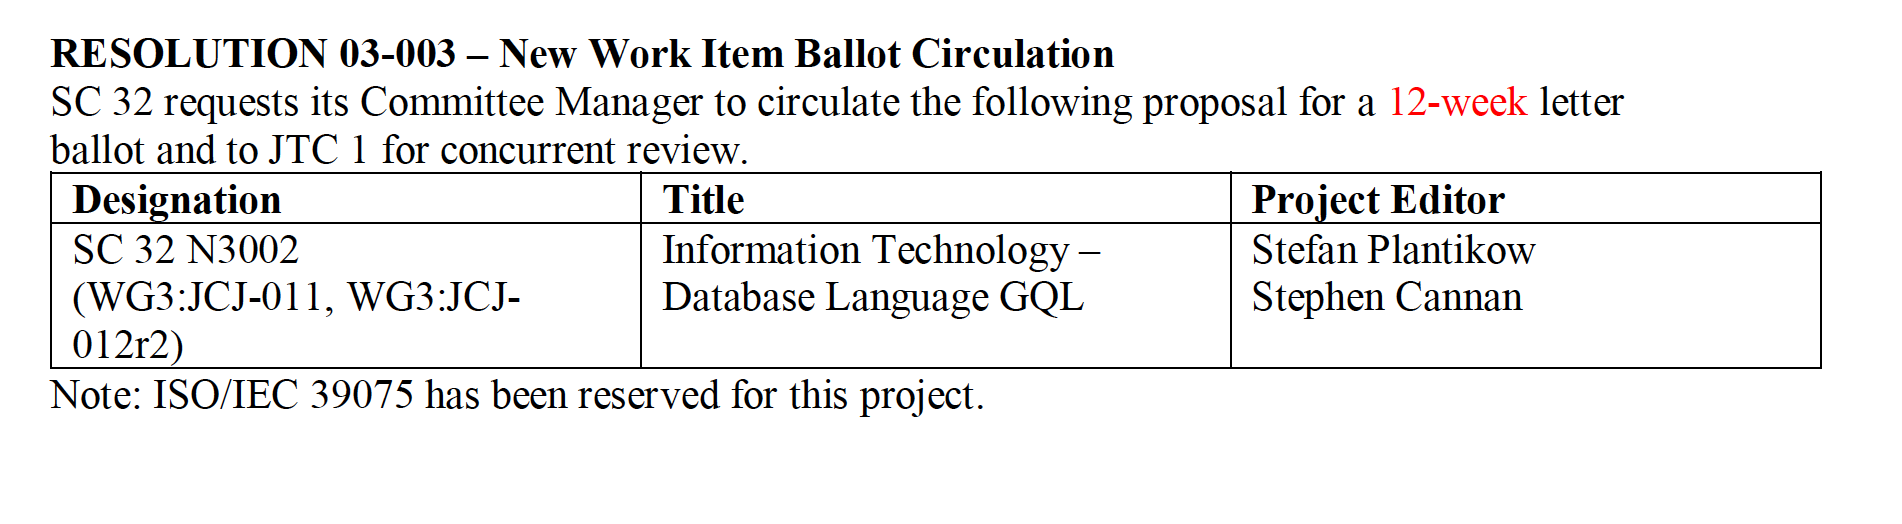 RESOLUTION 03-003 – New Work Item Ballot Circulation
SC 32 requests its Committee Manager to circulate the following proposal for a 12-week letter
ballot and to JTC 1 for concurrent review.
Designation
Title
Project Editor
SC 32 N3002
(WG3:JCJ-011, WG3:JCJ-
012r2)
Information Technology –
Database Language GQL
Stefan Plantikow
Stephen Cannan
Note: ISO/IEC 39075 has been reserved for this project.